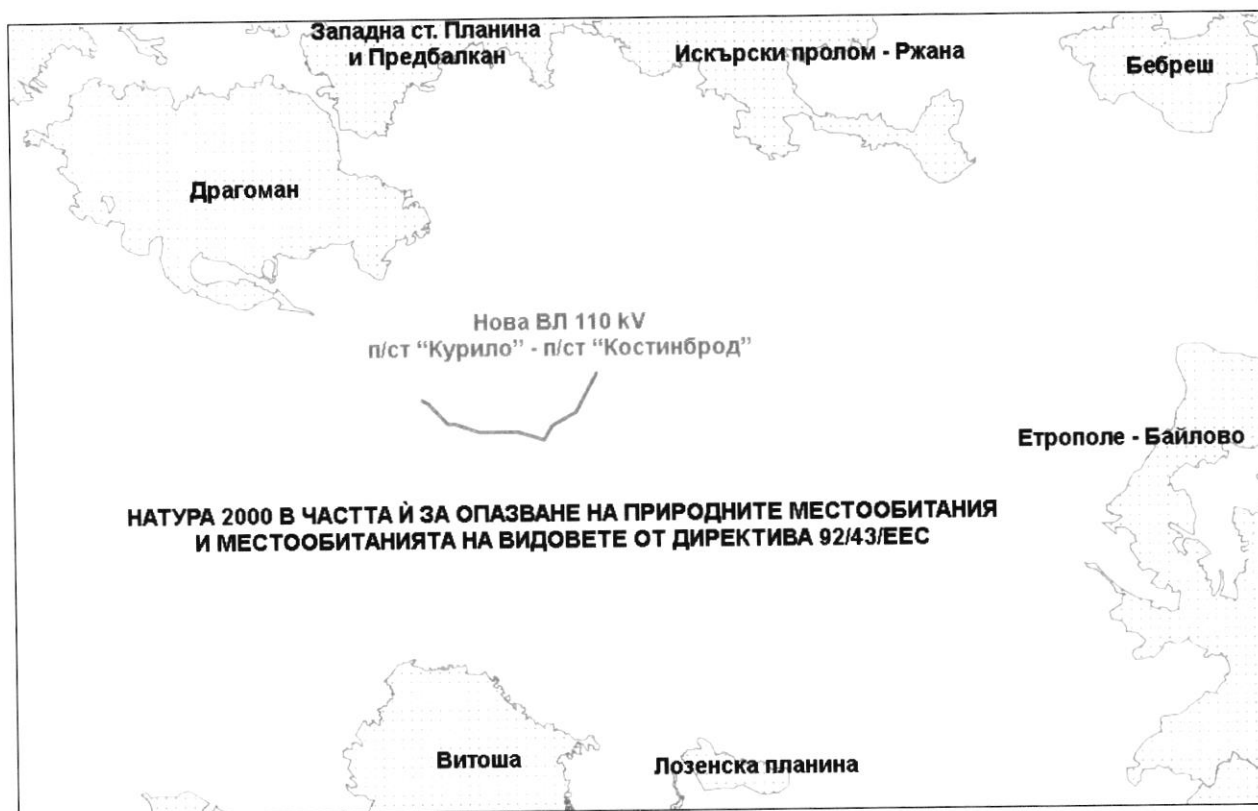 Западна ст. Планина
и Предбалкан
Искърски пролом - Ржана
Бебреш
Драгоман
Нова ВЛ 110 kV
п/ст “Курило” - п/ст “Костинброд”
Етрополе - Байлово
НАТУРА 2000 В ЧАСТТА Ѝ ЗА ОПАЗВАНЕ НА ПРИРОДНИТЕ МЕСТООБИТАНИЯ
И МЕСТООБИТАНИЯТА НА ВИДОВЕТЕ ОТ ДИРЕКТИВА 92/43/ЕЕС
Витоша
Лозенска планина